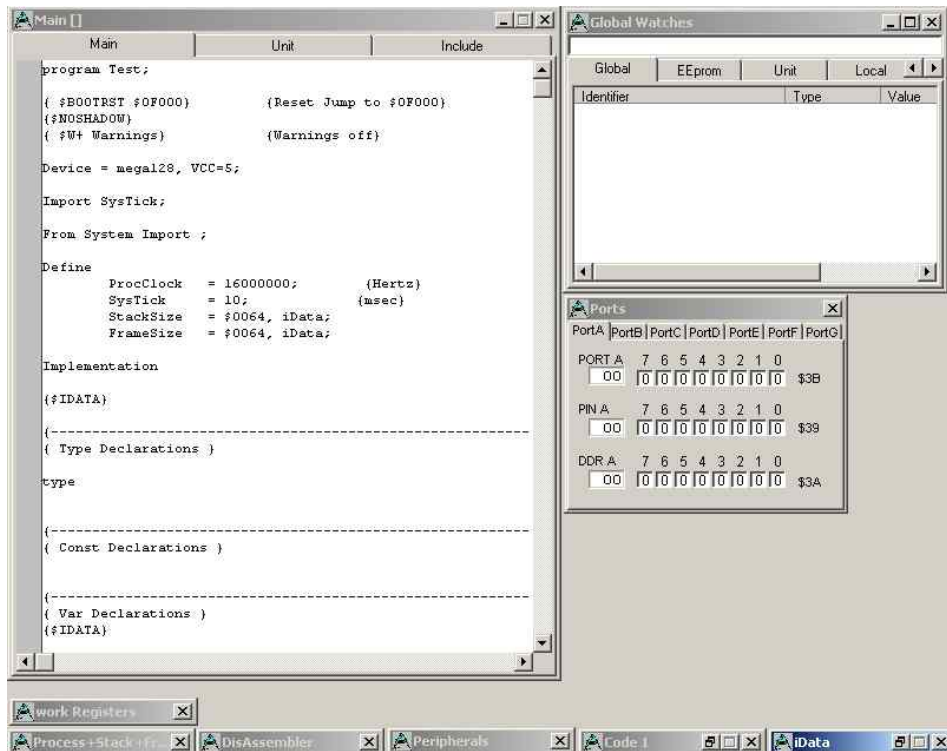 Main []
Main Unit Include
program Test;
{ $BOOTRST $0F000} {Reset Jump to $0F000}
{$NOSHADOW}
{ $W+ Warnings} {Warnings off}
Device = mega128, VCC=5;
Import SysTick;
From System Import ;
Define
ProcClock = 16000000; {Hertz}
SysTick = 10; {msec}
StackSize = $0064, iData;
FrameSize = $0064, iData;
Implementation
{$IDATA}
{--------------------------------------------------------------
{ Type Declarations }
type
{--------------------------------------------------------------
{ Const Declarations }
{--------------------------------------------------------------
{ Var Declarations }
{$IDATA}
Global Watches
Global EEprom Unit Local
Identifier Type Value
Ports
PortA PortB PortC PortD PortE PortF PortG
PORT A 7 6 5 4 3 2 1 0
00 0 0 0 0 0 0 0 0 $3B
PIN A 7 6 5 4 3 2 1 0
00 0 0 0 0 0 0 0 0 $39
DDR A 7 6 5 4 3 2 1 0
00 0 0 0 0 0 0 0 0 $3A
work Registers
Process+Stack+Fr... DisAssembler Peripherals Code 1 iData